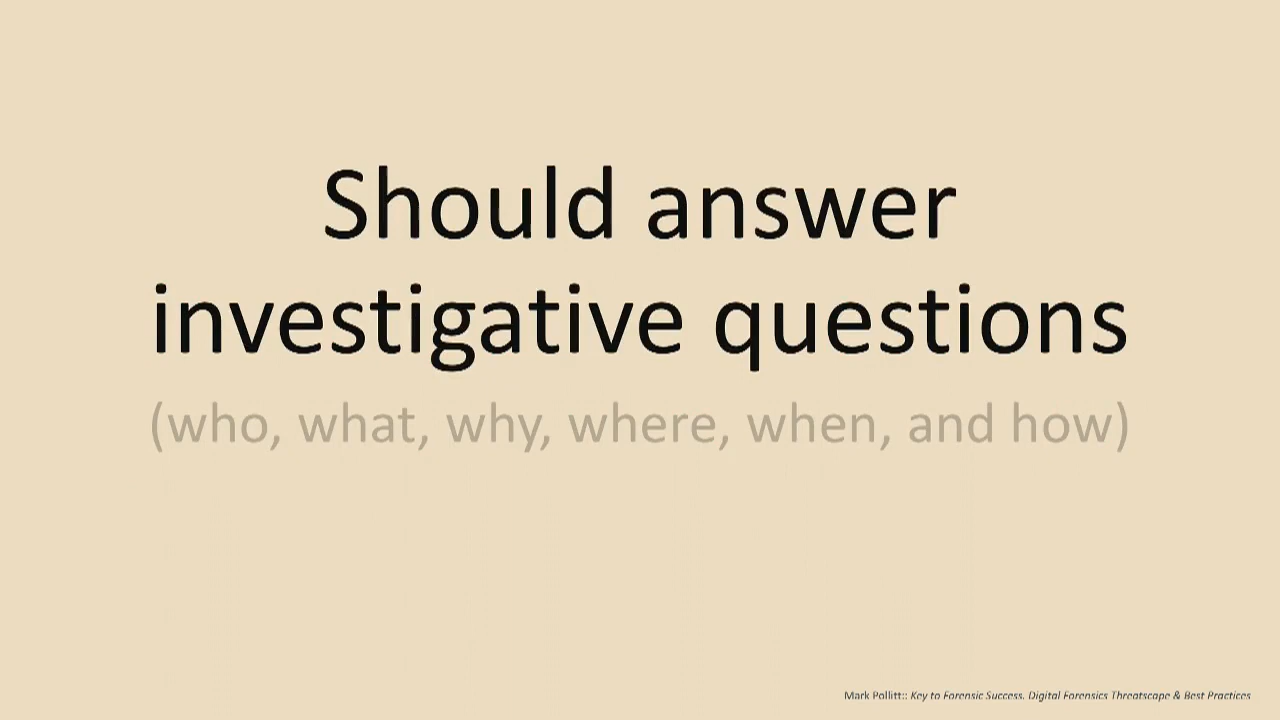 Should answer
investigative questions
(who, what, why, where, when, and how)
Mark Pollitt:: Key to Forensic Success. Digital Forensics Threatscape & Best Practices